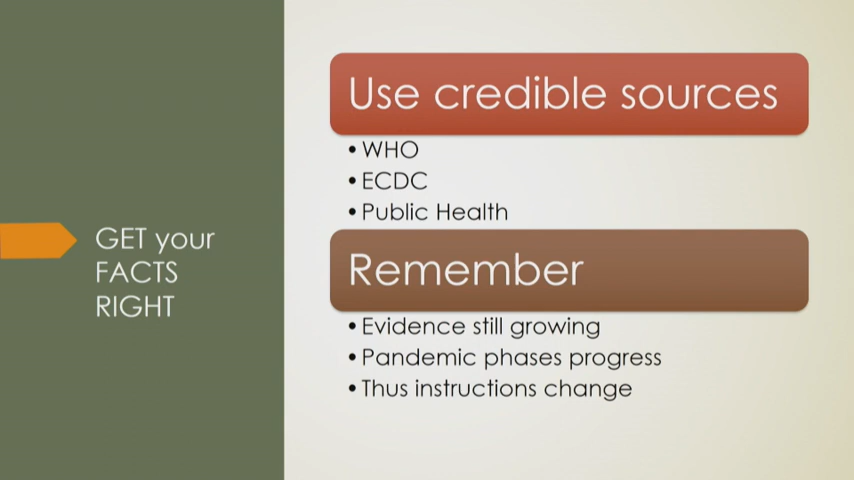 GET your
FACTS
RIGHT
Use credible sources
• WHO
• ECDC
• Public Health
Remember
• Evidence still growing
• Pandemic phases progress
• Thus instructions change